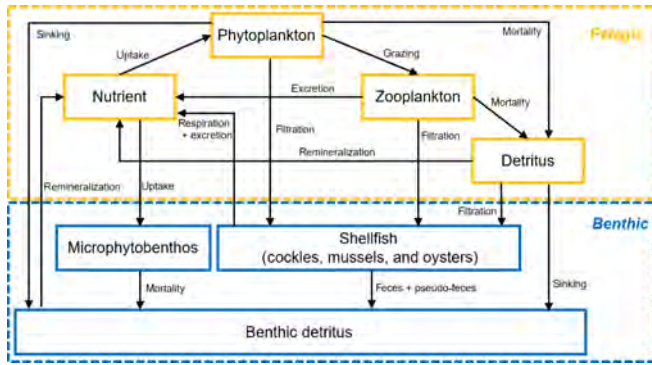 Sinking
Phytoplankton
Mortality
Pelagic
Uptake
Grazing
Nutrient
Excretion
Zooplankton
Mortality
Respiration
+ excretion
Filtration
Filtration
Remineralization
Detritus
Remineralization
Uptake
Filtration
Benthic
Microphytobenthos
Shellfish
(cockles, mussels, and oysters)
Mortality
Feces + pseudo-feces
Sinking
Benthic detritus